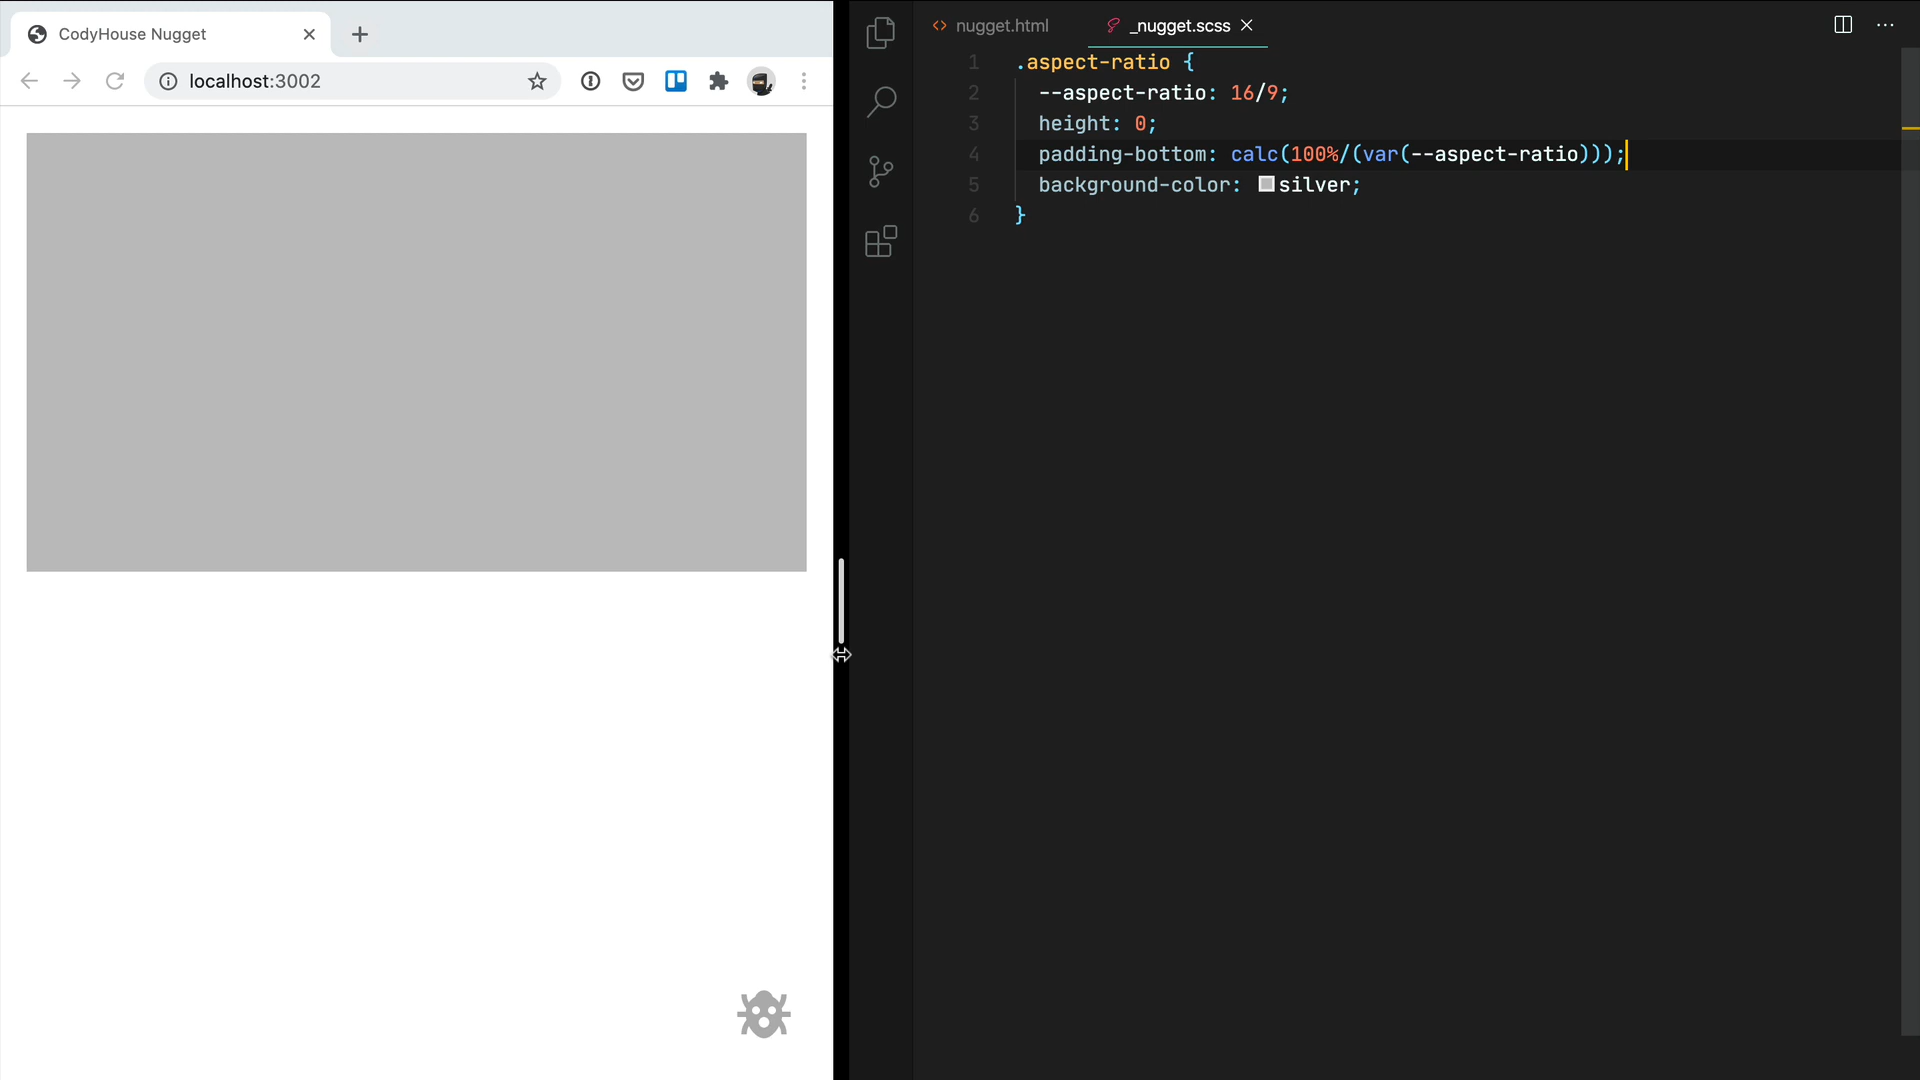 CodyHouse Nugget
localhost:3002
nugget.html
_nugget.scss
1 .aspect-ratio {
2 --aspect-ratio: 16/9;
3 height: 0;
4 padding-bottom: calc(100%/(var(--aspect-ratio)));
5 background-color: silver;
6 }